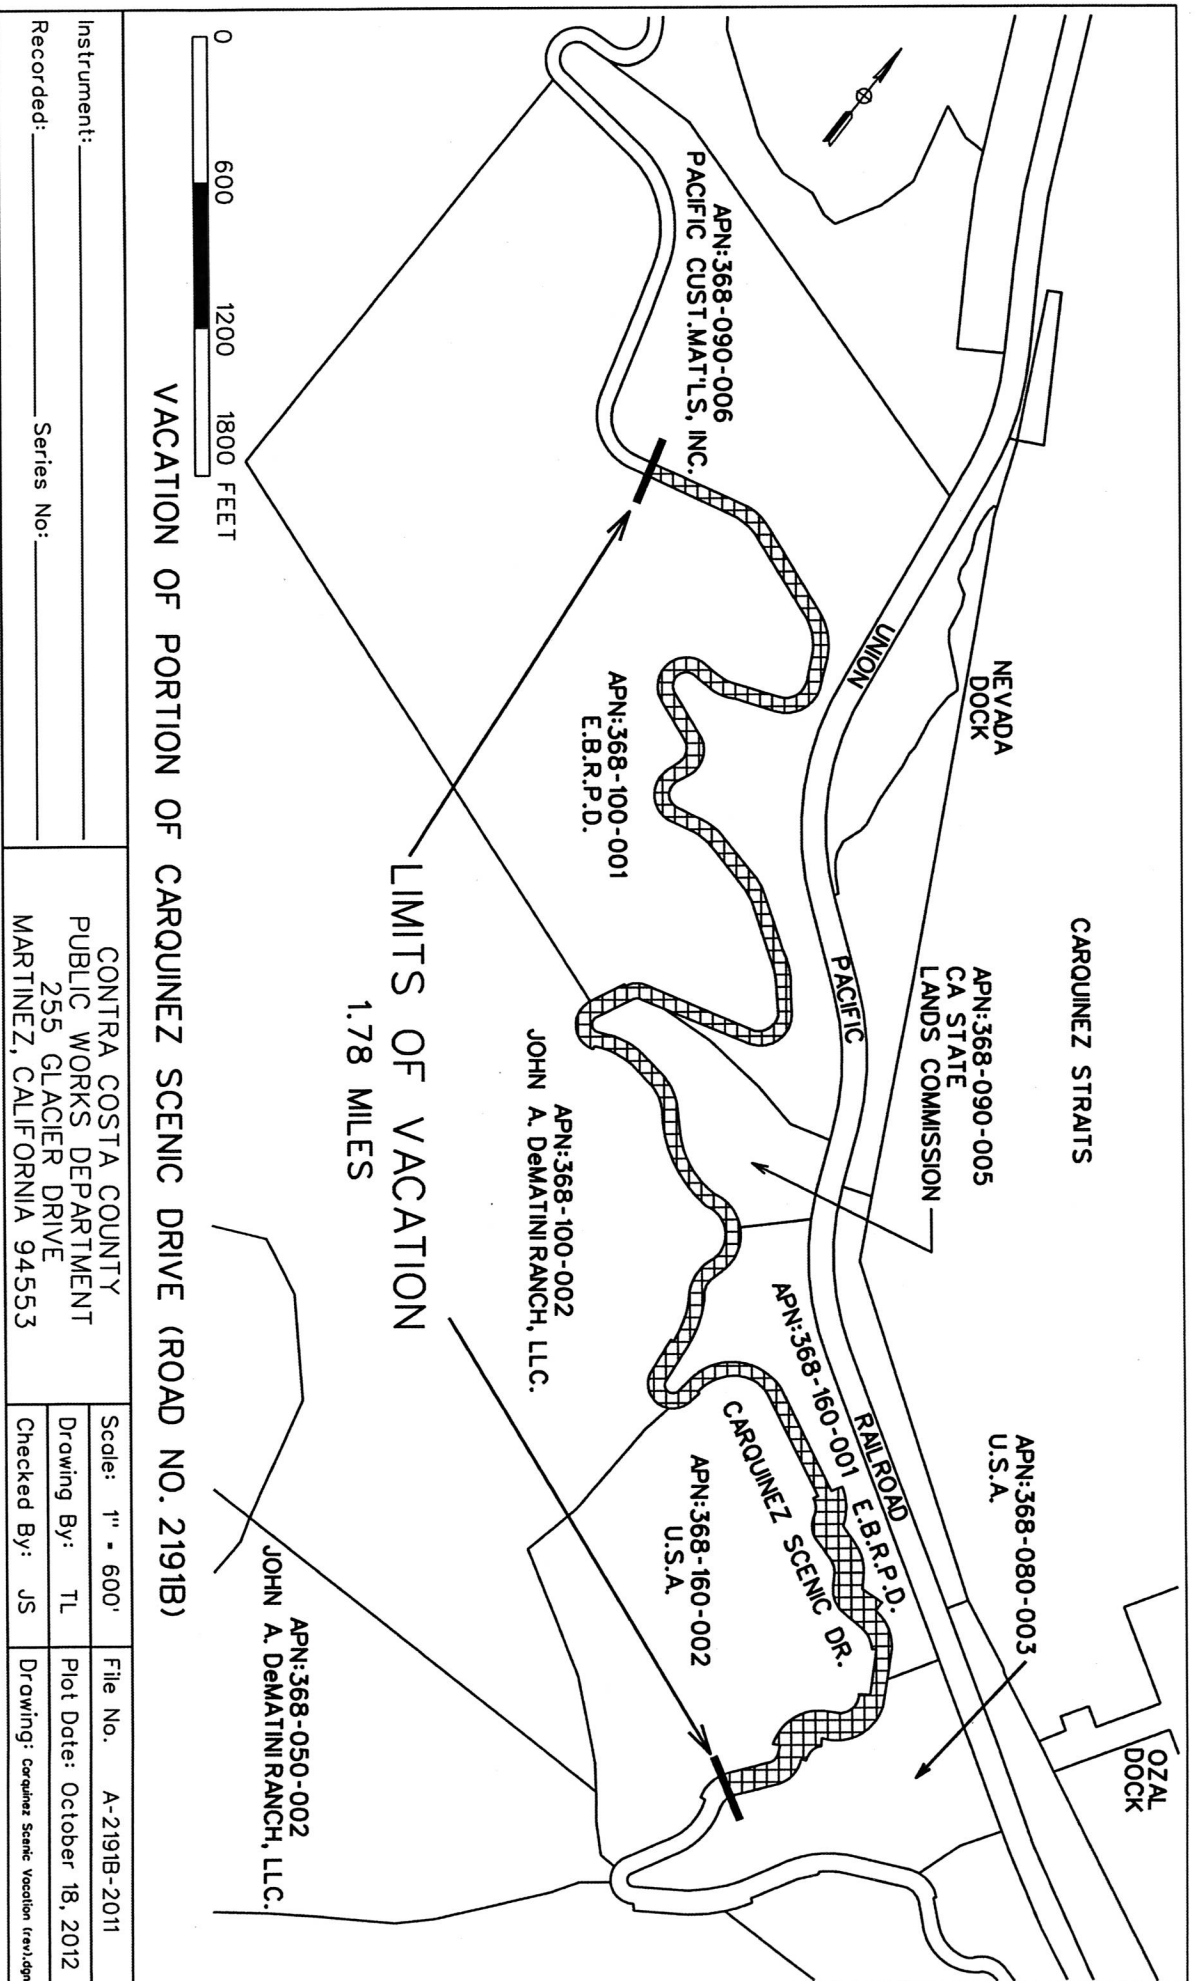 CARQUINEZ STRAITS
NEVADA
DOCK
OZAL
DOCK
APN:368-090-005
CA STATE
LANDS COMMISSION
APN:368-080-003
U.S.A.
UNION
PACIFIC
RAILROAD
APN:368-090-006
PACIFIC CUST.MAT'LS, INC.
APN:368-160-001 E.B.R.P.D.
CARQUINEZ SCENIC DR.
APN:368-100-001
E.B.R.P.D.
APN:368-160-002
U.S.A.
APN:368-100-002
JOHN A. DeMATINI RANCH, LLC.
LIMITS OF VACATION
1.78 MILES
APN:368-050-002
JOHN A. DeMATINI RANCH, LLC.
0 600 1200 1800 FEET
VACATION OF PORTION OF CARQUINEZ SCENIC DRIVE (ROAD NO. 2191B)
Instrument:
Recorded: Series No:
CONTRA COSTA COUNTY
PUBLIC WORKS DEPARTMENT
255 GLACIER DRIVE
MARTINEZ, CALIFORNIA 94553
Scale: 1" = 600'
Drawing By: TL
Checked By: JS
File No. A-2191B-2011
Plot Date: October 18, 2012
Drawing: Carquinez Scenic Vacation (rev).dgn